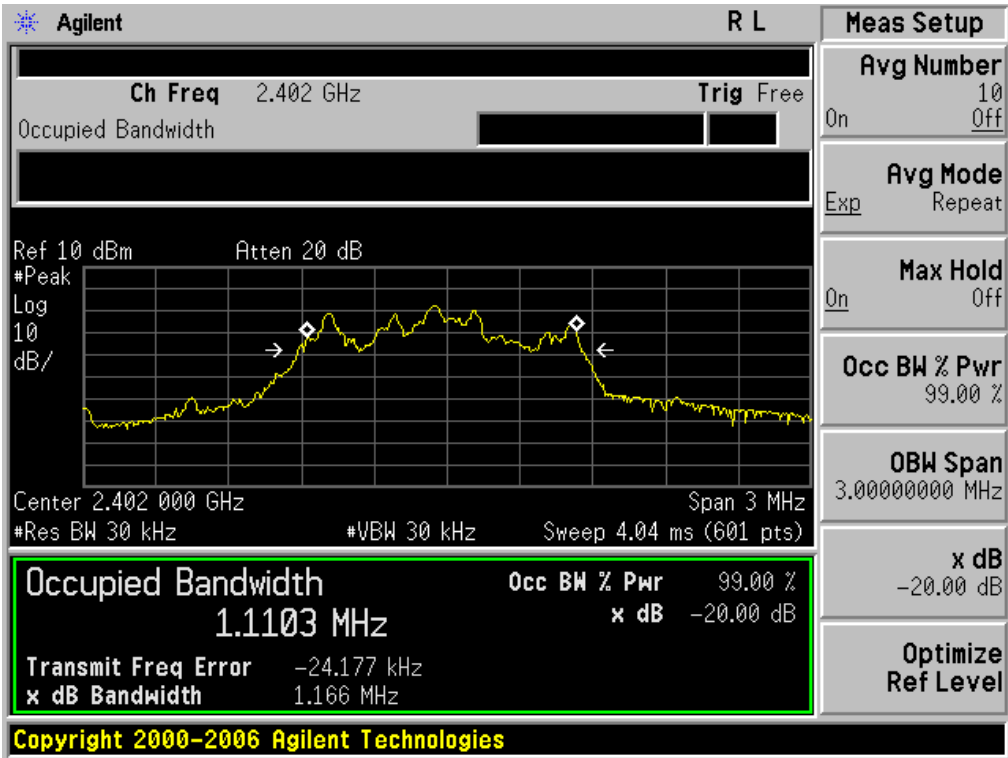 Agilent R L
Ch Freq 2.402 GHz Trig Free
Occupied Bandwidth
Ref 10 dBm Atten 20 dB
#Peak
Log
10
dB/
Center 2.402 000 GHz Span 3 MHz
#Res BW 30 kHz #VBW 30 kHz Sweep 4.04 ms (601 pts)
Occupied Bandwidth Occ BW % Pwr 99.00 %
1.1103 MHz x dB -20.00 dB
Transmit Freq Error -24.177 kHz
x dB Bandwidth 1.166 MHz
Copyright 2000-2006 Agilent Technologies
Meas Setup
Avg Number
10
On Off
Avg Mode
Exp Repeat
Max Hold
On Off
Occ BW % Pwr
99.00 %
OBW Span
3.00000000 MHz
x dB
-20.00 dB
Optimize
Ref Level